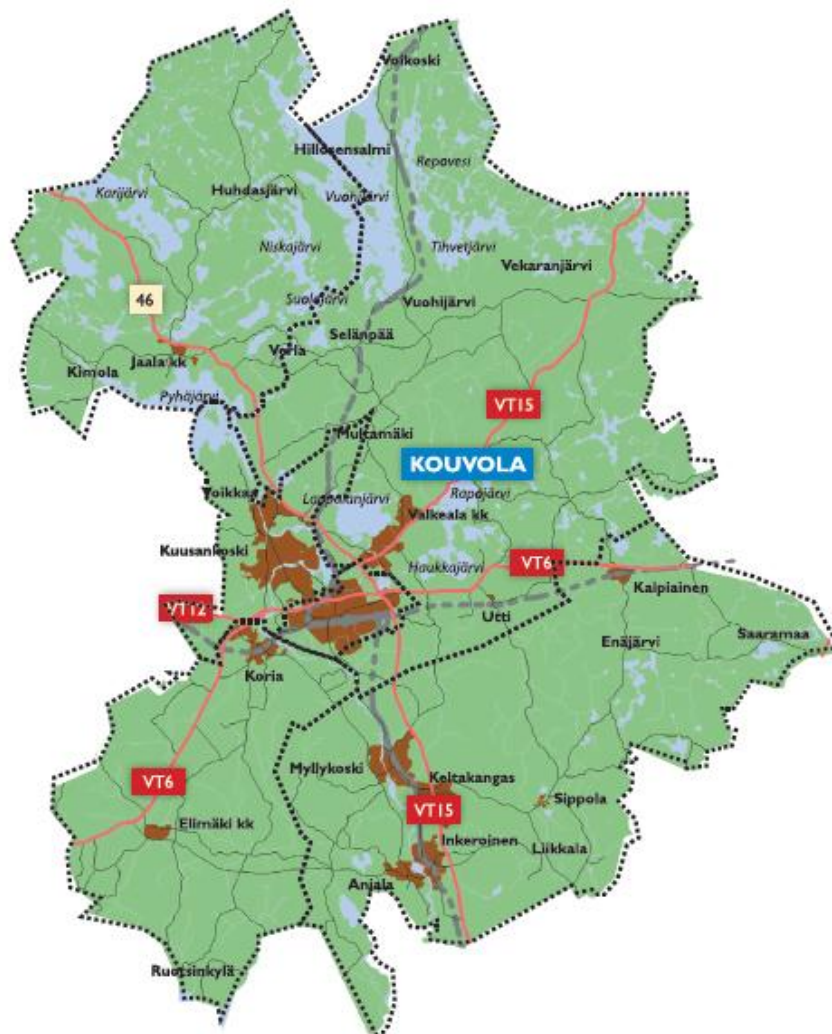 Voikoski
Hillosensalmi
Repovesi
Karijärvi
Huhdasjärvi
Vuohijärvi
Niskajärvi
Tihvetjärvi
Vekaranjärvi
46
Suolajärvi
Vuohijärvi
Selänpää
Verla
Jaala kk
Kimola
Pyhäjärvi
VT15
Multamäki
KOUVOLA
Voikkaa
Lappalanjärvi
Rapojärvi
Valkeala kk
Kuusankoski
Haukkajärvi
VT6
Kaipiainen
VT12
Utti
Enäjärvi
Saaramaa
Koria
Myllykoski
Keltakangas
VT6
VT15
Sippola
Elimäki kk
Inkeroinen
Liikkala
Anjala
Ruotsinkylä